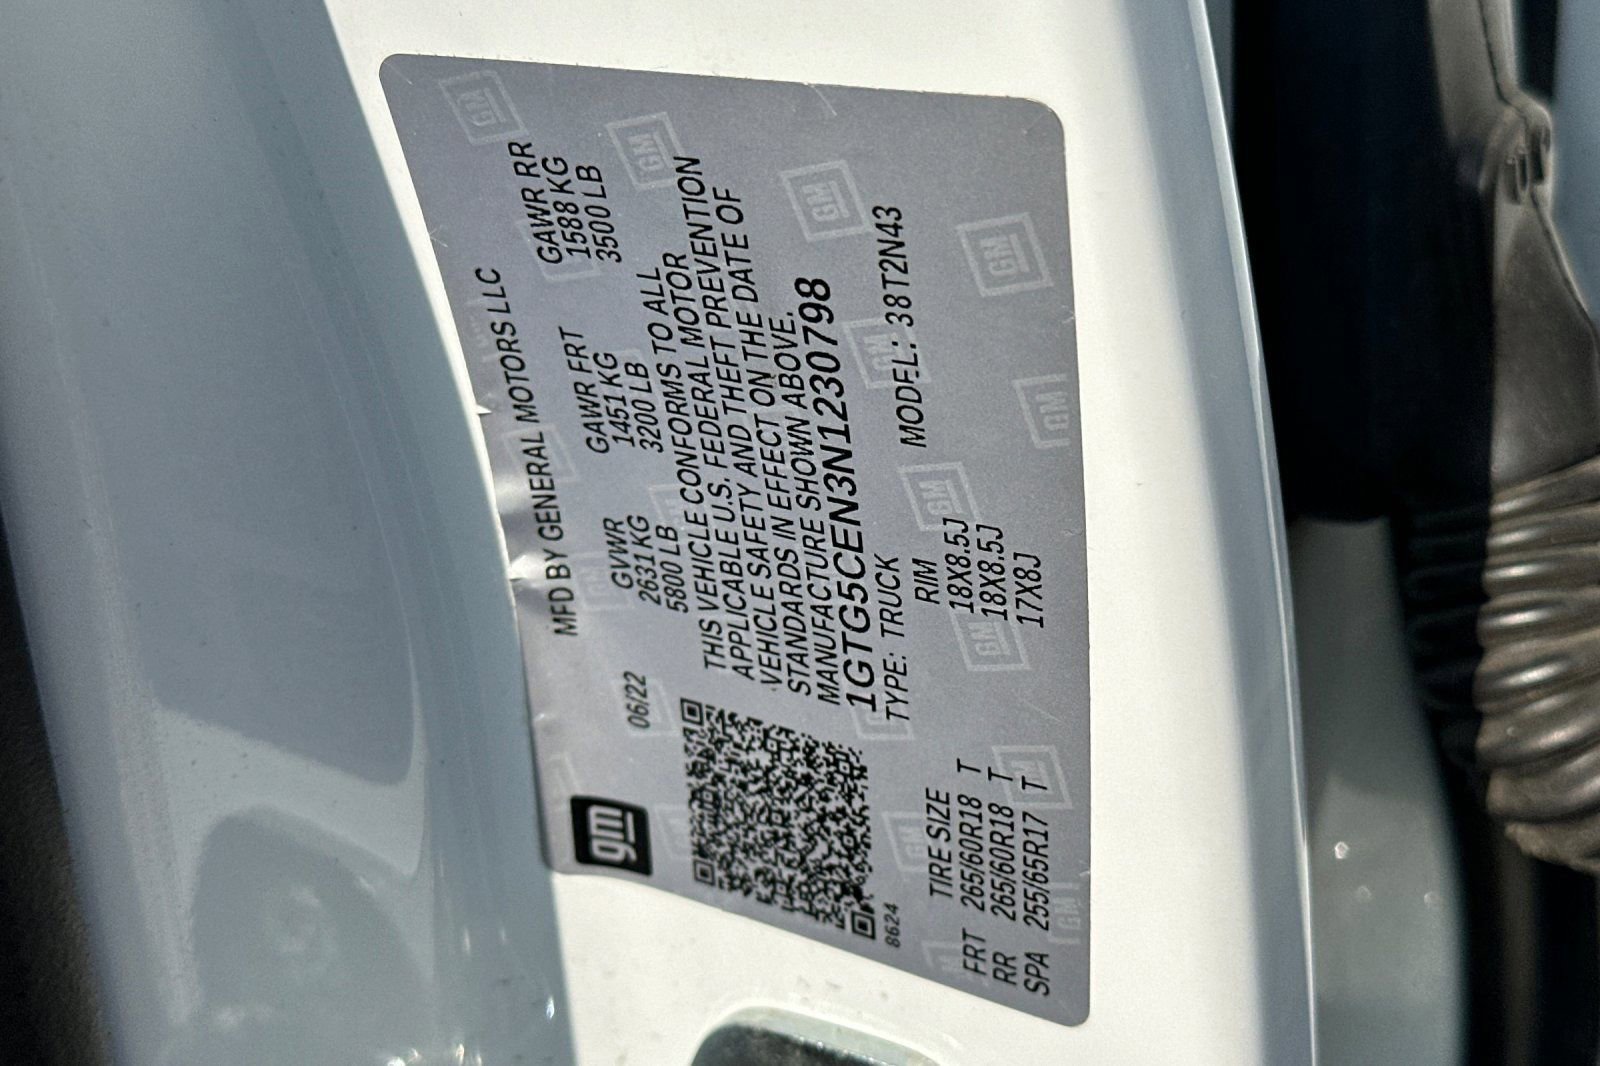 gm
MFD BY GENERAL MOTORS LLC
06/22
GVWR GAWR FRT GAWR RR
2631 KG 1451 KG 1588 KG
5800 LB 3200 LB 3500 LB
THIS VEHICLE CONFORMS TO ALL
APPLICABLE U.S. FEDERAL MOTOR
VEHICLE SAFETY AND THEFT PREVENTION
STANDARDS IN EFFECT ON THE DATE OF
MANUFACTURE SHOWN ABOVE.
1GTG5CEN3N1230798
TYPE: TRUCK MODEL: 38T2N43
8624
TIRE SIZE RIM
FRT 265/60R18 T 18X8.5J
RR 265/60R18 T 18X8.5J
SPA 255/65R17 T 17X8J